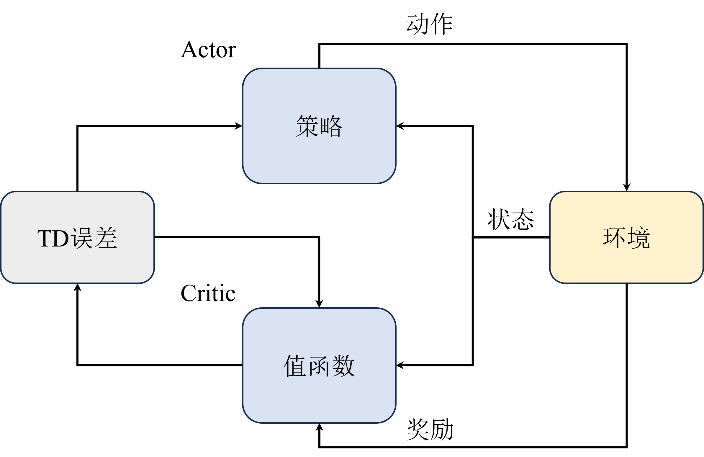 动作
Actor
策略
状态
TD误差
环境
Critic
值函数
奖励